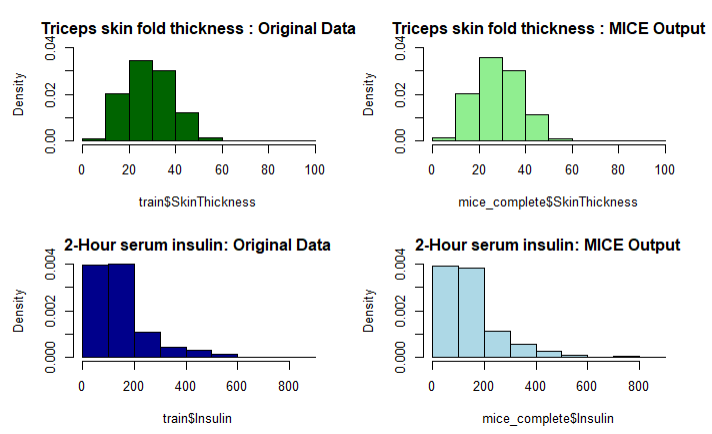 Triceps skin fold thickness : Original Data
Density
0.00 0.02 0.04
0 20 40 60 80 100
train$SkinThickness
Triceps skin fold thickness : MICE Output
Density
0.00 0.02 0.04
0 20 40 60 80 100
mice_complete$SkinThickness
2-Hour serum insulin: Original Data
Density
0.000 0.002 0.004
0 200 400 600 800
train$Insulin
2-Hour serum insulin: MICE Output
Density
0.000 0.002 0.004
0 200 400 600 800
mice_complete$Insulin